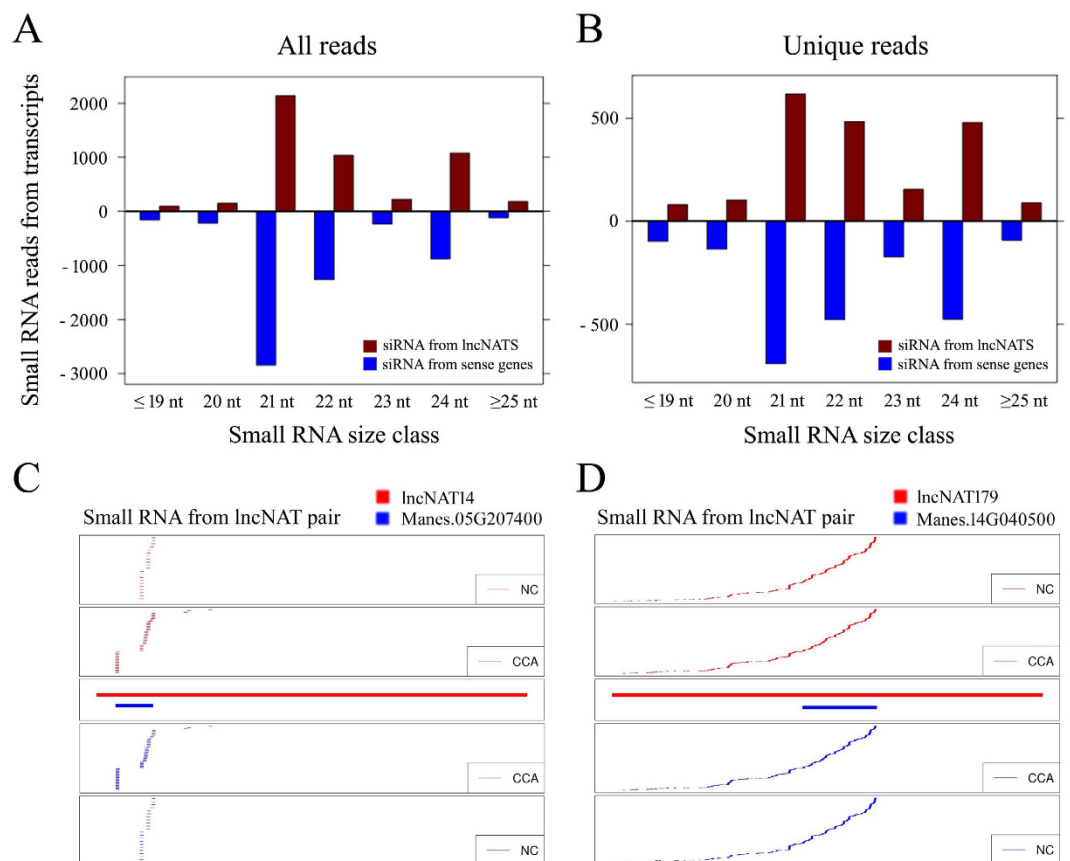 A
All reads
Small RNA reads from transcripts
2000
1000
0
- 1000
- 2000
- 3000
siRNA from lncNATS
siRNA from sense genes
≤ 19 nt 20 nt 21 nt 22 nt 23 nt 24 nt ≥25 nt
Small RNA size class
B
Unique reads
500
0
- 500
siRNA from lncNATS
siRNA from sense genes
≤ 19 nt 20 nt 21 nt 22 nt 23 nt 24 nt ≥25 nt
Small RNA size class
C
lncNAT14
Small RNA from lncNAT pair
Manes.05G207400
NC
CCA
CCA
NC
D
lncNAT179
Small RNA from lncNAT pair
Manes.14G040500
NC
CCA
CCA
NC